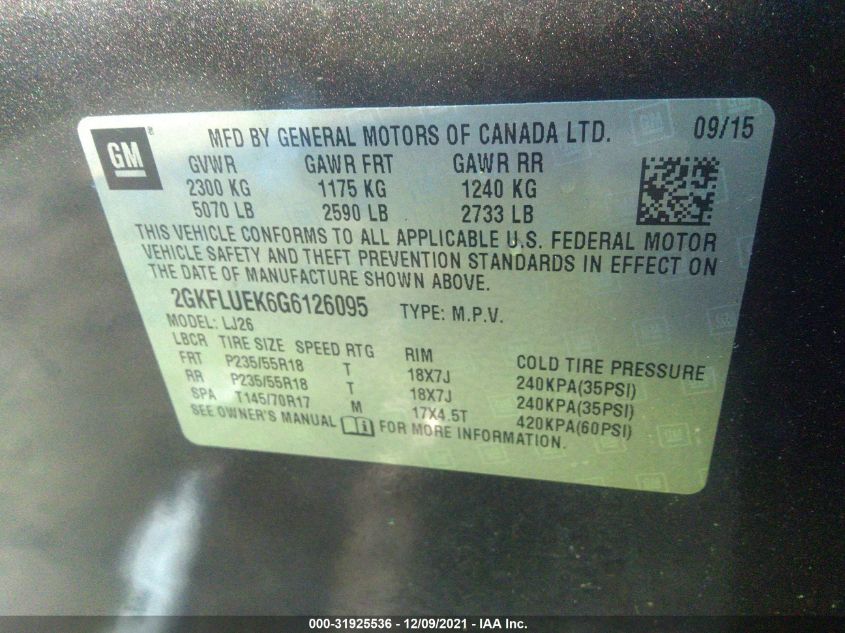 GM ® MFD BY GENERAL MOTORS OF CANADA LTD. 09/15
GVWR GAWR FRT GAWR RR
2300 KG 1175 KG 1240 KG
5070 LB 2590 LB 2733 LB
THIS VEHICLE CONFORMS TO ALL APPLICABLE U.S. FEDERAL MOTOR
VEHICLE SAFETY AND THEFT PREVENTION STANDARDS IN EFFECT ON
THE DATE OF MANUFACTURE SHOWN ABOVE.
2GKFLUEK6G6126095 TYPE: M.P.V.
MODEL: LJ26
LBCR TIRE SIZE SPEED RTG RIM COLD TIRE PRESSURE
FRT P235/55R18 T 18X7J 240KPA(35PSI)
RR P235/55R18 T 18X7J 240KPA(35PSI)
SPA T145/70R17 M 17X4.5T 420KPA(60PSI)
SEE OWNER'S MANUAL FOR MORE INFORMATION.
000-31925536 - 12/09/2021 - IAA Inc.